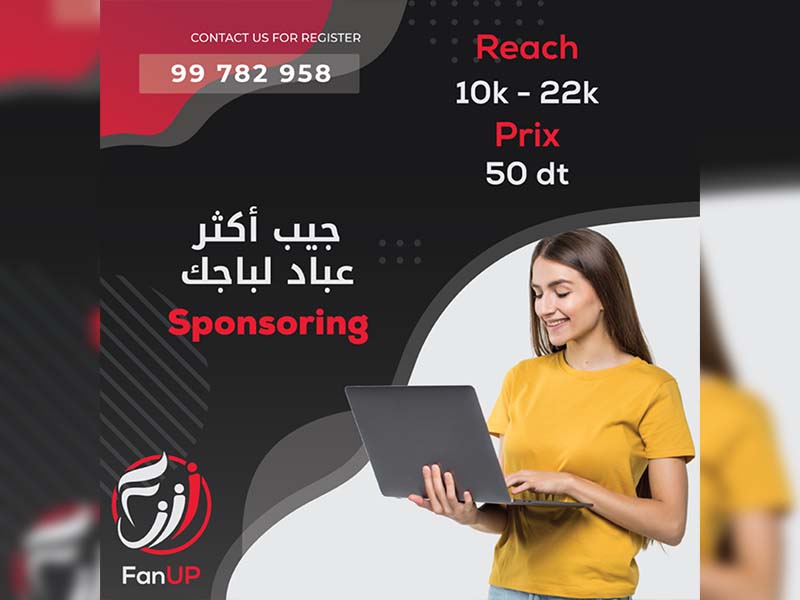 CONTACT US FOR REGISTER
99 782 958
Reach
10k - 22k
Prix
50 dt
جيب أكثر
عباد لباجك
Sponsoring
FanUP